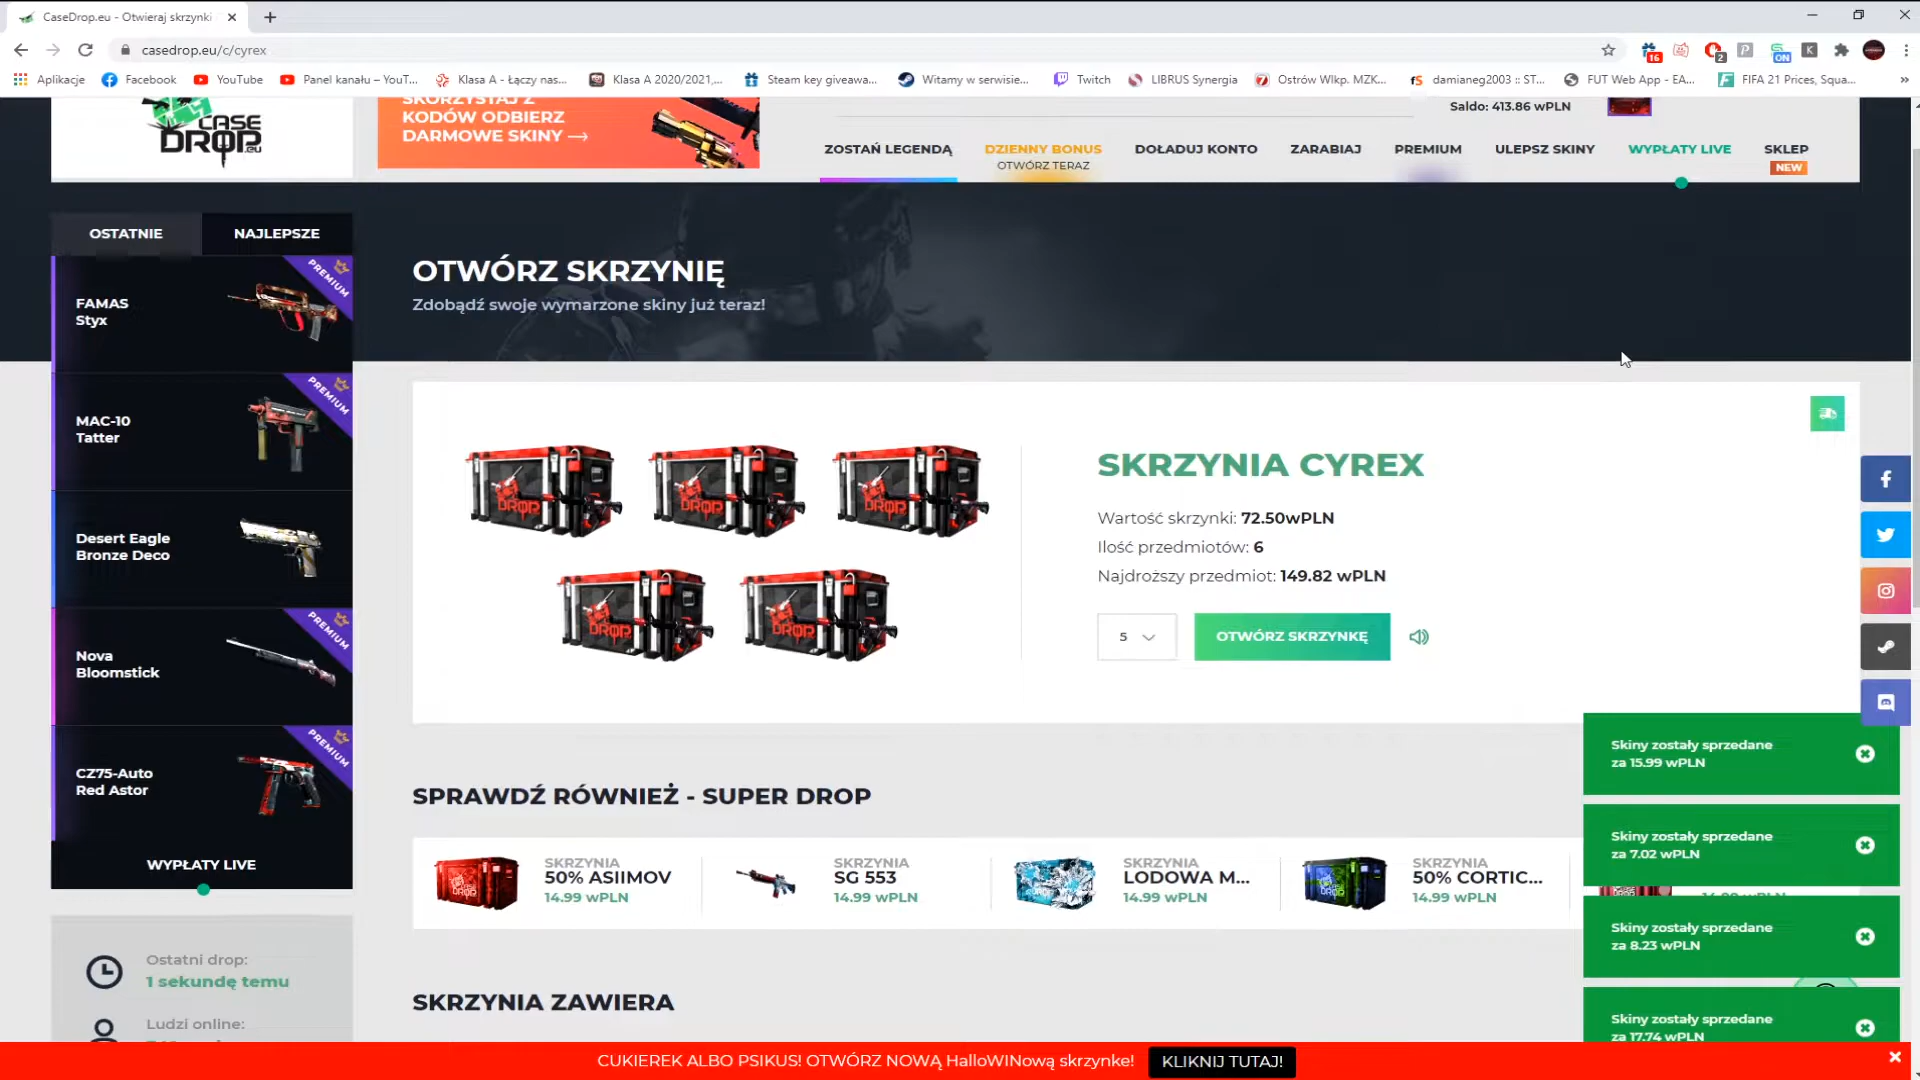 CaseDrop.eu - Otwieraj skrzynki
casedrop.eu/c/cyrex
16
2
ON
K
Aplikacje
Facebook
YouTube
Panel kanału – YouT...
Klasa A - Łączy nas...
Klasa A 2020/2021,...
Steam key giveawa...
Witamy w serwisie...
Twitch
LIBRUS Synergia
Ostrów Wlkp. MZK...
damianeg2003 :: ST...
FUT Web App - EA...
FIFA 21 Prices, Squa...
CASE
DROP.eu
SKORZYSTAJ Z
KODÓW ODBIERZ
DARMOWE SKINY
Saldo: 413.86 wPLN
ZOSTAŃ LEGENDĄ
DZIENNY BONUS
OTWÓRZ TERAZ
DOŁADUJ KONTO
ZARABIAJ
PREMIUM
ULEPSZ SKINY
WYPŁATY LIVE
SKLEP
NEW
OSTATNIE
NAJLEPSZE
FAMAS
Styx
PREMIUM
MAC-10
Tatter
PREMIUM
Desert Eagle
Bronze Deco
Nova
Bloomstick
PREMIUM
CZ75-Auto
Red Astor
PREMIUM
WYPŁATY LIVE
Ostatni drop:
1 sekundę temu
Ludzi online:
OTWÓRZ SKRZYNIĘ
Zdobądź swoje wymarzone skiny już teraz!
SKRZYNIA CYREX
Wartość skrzynki: 72.50wPLN
Ilość przedmiotów: 6
Najdroższy przedmiot: 149.82 wPLN
5
OTWÓRZ SKRZYNKĘ
SPRAWDŹ RÓWNIEŻ - SUPER DROP
SKRZYNIA
50% ASIIMOV
14.99 wPLN
SKRZYNIA
SG 553
14.99 wPLN
SKRZYNIA
LODOWA M...
14.99 wPLN
SKRZYNIA
50% CORTIC...
14.99 wPLN
SKRZYNIA ZAWIERA
Skiny zostały sprzedane
za 15.99 wPLN
Skiny zostały sprzedane
za 7.02 wPLN
Skiny zostały sprzedane
za 8.23 wPLN
Skiny zostały sprzedane
za 17.74 wPLN
CUKIEREK ALBO PSIKUS! OTWÓRZ NOWĄ HalloWINową skrzynke!
KLIKNIJ TUTAJ!